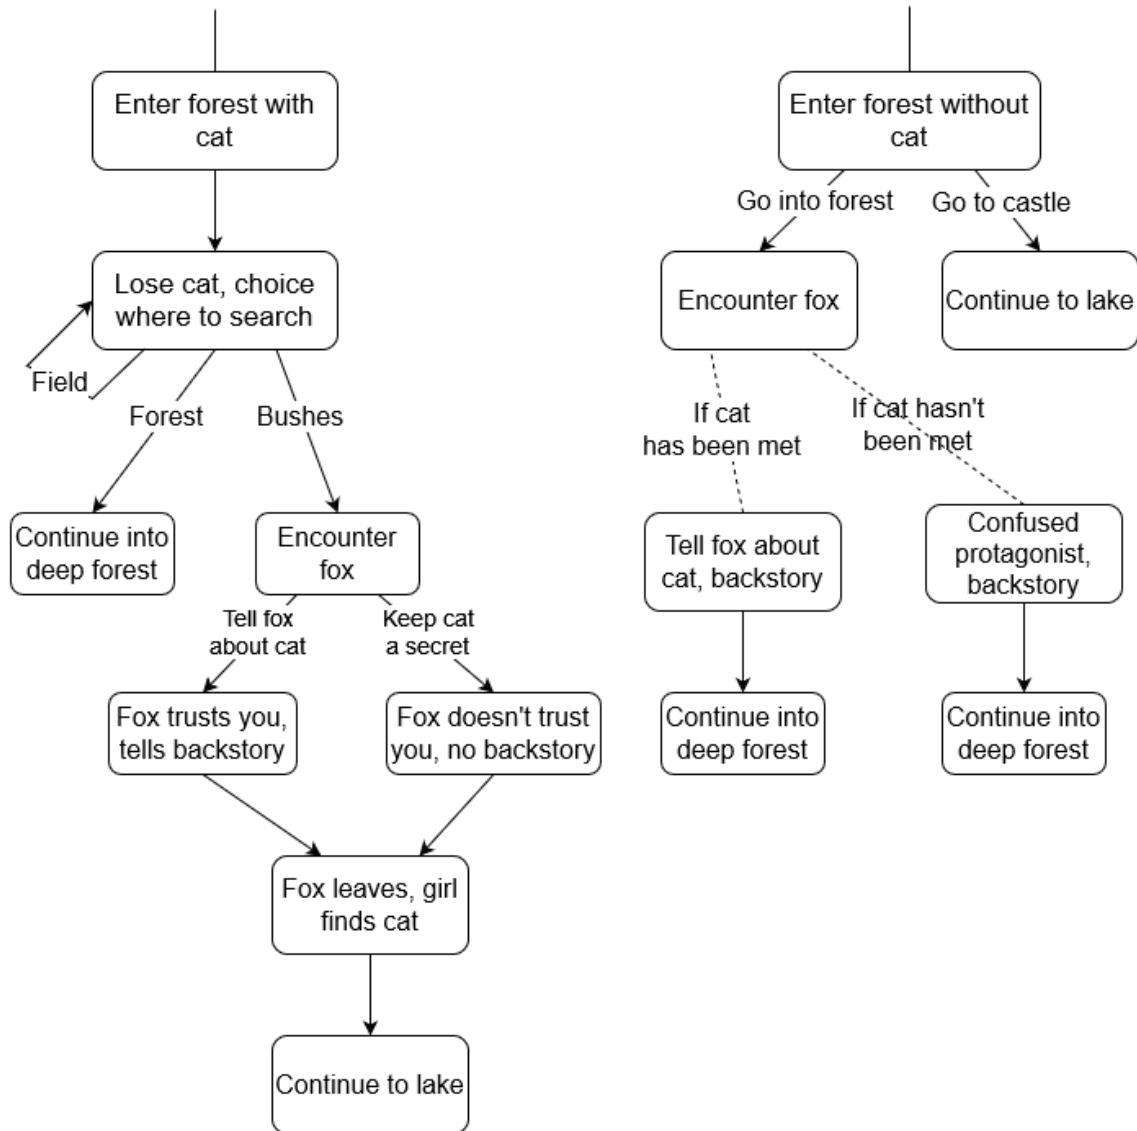 Enter forest with
cat
Enter forest without
cat
Go into forest
Go to castle
Lose cat, choice
where to search
Encounter fox
Continue to lake
Field
Forest
Bushes
If cat
has been met
If cat hasn't
been met
Continue into
deep forest
Encounter
fox
Tell fox about
cat, backstory
Confused
protagonist,
backstory
Tell fox
about cat
Keep cat
a secret
Fox trusts you,
tells backstory
Fox doesn't trust
you, no backstory
Continue into
deep forest
Continue into
deep forest
Fox leaves, girl
finds cat
Continue to lake